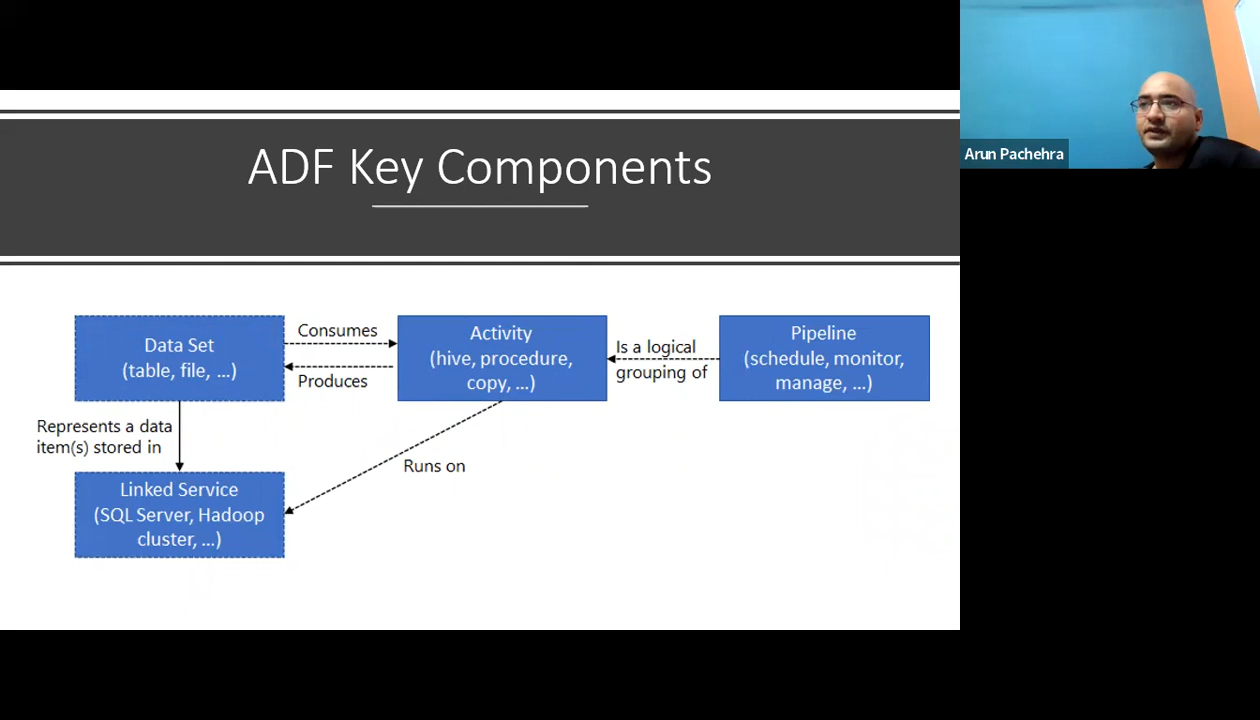 ADF Key Components
Arun Pachehra
Data Set
(table, file, ...)
Consumes
Produces
Activity
(hive, procedure,
copy, ...)
Is a logical
grouping of
Pipeline
(schedule, monitor,
manage, ...)
Represents a data
item(s) stored in
Runs on
Linked Service
(SQL Server, Hadoop
cluster, ...)